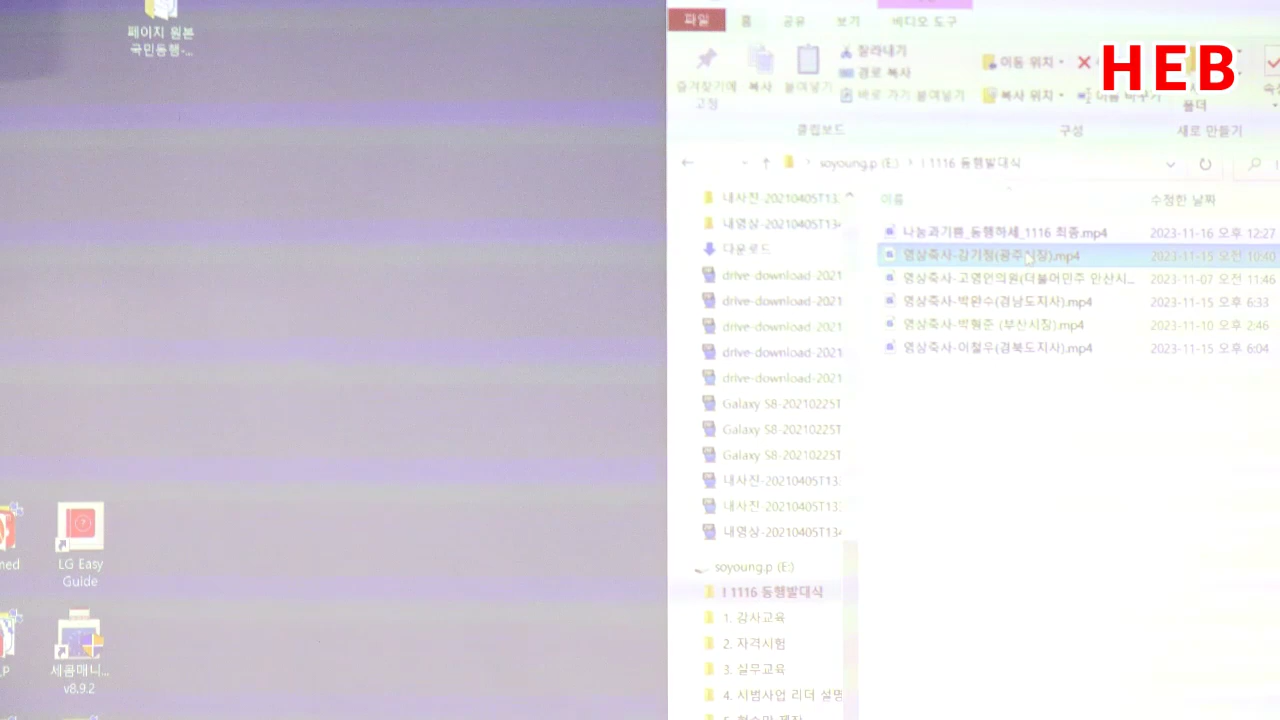 페이지 원본
국민동행-...
LG Easy
Guide
세콤매니...
v8.9.2
파일
홈
공유
보기
비디오 도구
HEB
즐겨찾기에
고정
복사
붙여넣기
잘라내기
경로 복사
바로 가기 붙여넣기
이동 위치
복사 위치
이름 바꾸기
폴더
클립보드
구성
새로 만들기
soyoung.p (E:) > I 1116 동행발대식
이름
수정한 날짜
나눔과기쁨_동행하세_1116 최종.mp4 2023-11-16 오후 12:27
영상축사-강기정(광주시장).mp4 2023-11-15 오전 10:40
영상축사-고영인의원(더불어민주 안산시... 2023-11-07 오전 11:46
영상축사-박완수(경남도지사).mp4 2023-11-15 오후 6:33
영상축사-박형준 (부산시장).mp4 2023-11-10 오후 2:46
영상축사-이철우(경북도지사).mp4 2023-11-15 오후 6:04
내사진-20210405T13
내영상-20210405T134
다운로드
drive-download-2021
drive-download-2021
drive-download-2021
drive-download-2021
drive-download-2021
Galaxy S8-20210225T
Galaxy S8-20210225T
Galaxy S8-20210225T
내사진-20210405T13
내사진-20210405T13
내영상-20210405T134
soyoung.p (E:)
I 1116 동행발대식
1. 강사교육
2. 자격시험
3. 실무교육
4. 시범사업 리더 설명